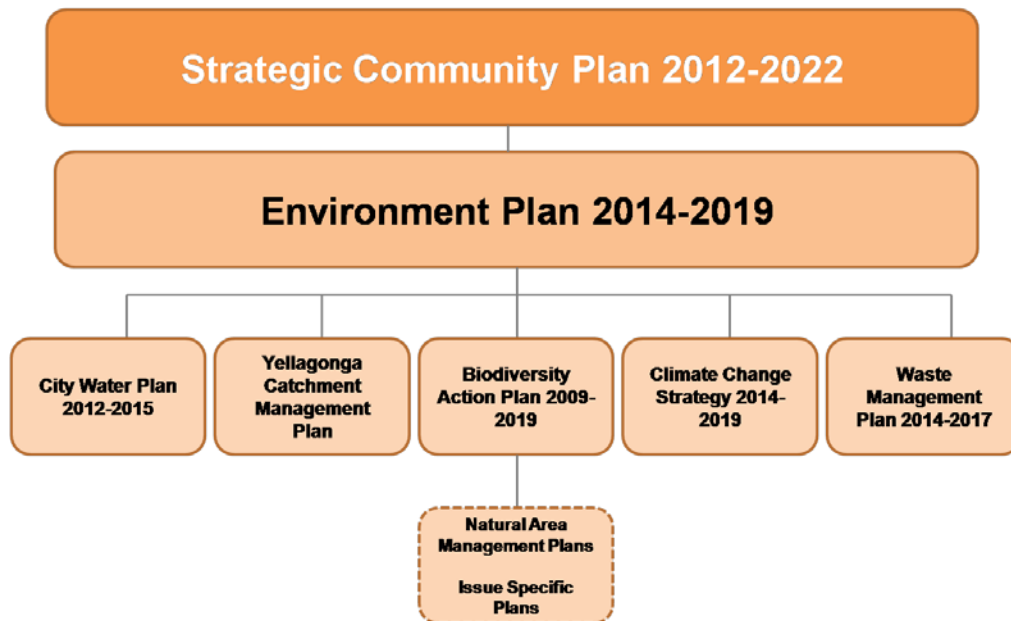 Strategic Community Plan 2012-2022
Environment Plan 2014-2019
City Water Plan
2012-2015
Yellagonga
Catchment
Management
Plan
Biodiversity
Action Plan 2009-
2019
Climate Change
Strategy 2014-
2019
Waste
Management
Plan 2014-2017
Natural Area
Management Plans
Issue Specific
Plans